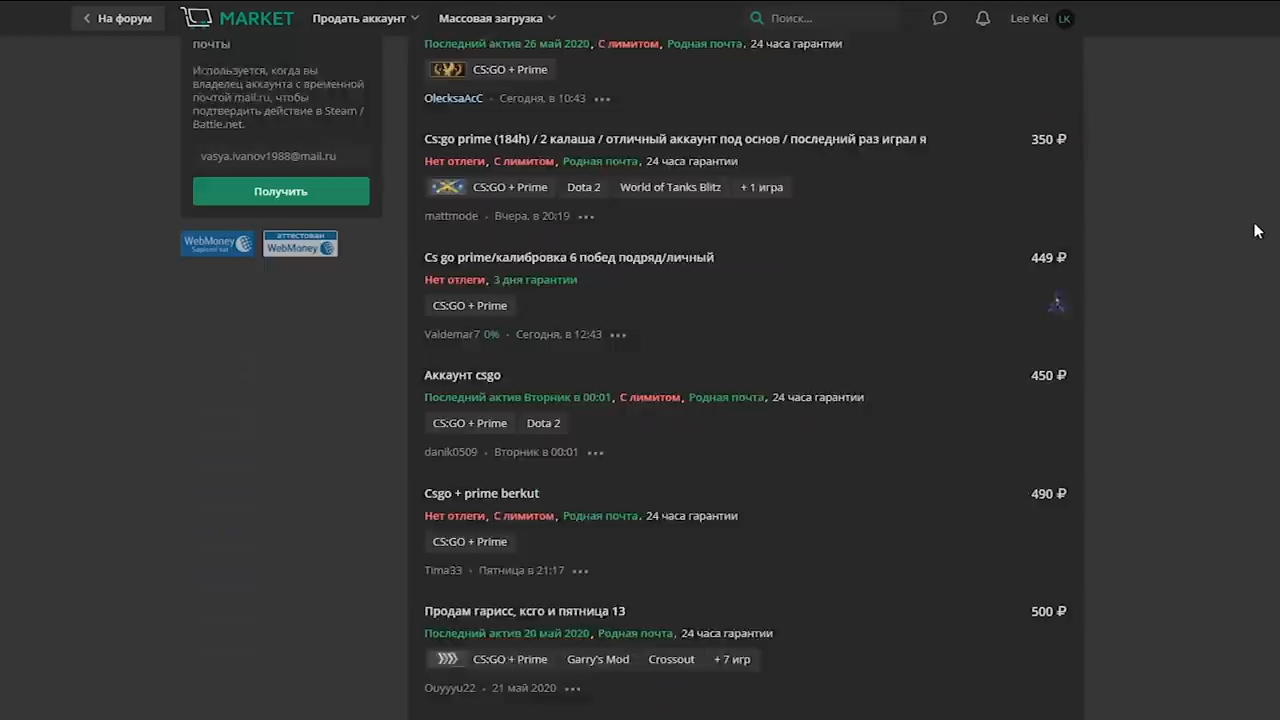 На форум
MARKET
Продать аккаунт
Массовая загрузка
Поиск...
Lee Kei
LK
почты
Используется, когда вы
владелец аккаунта с временной
почтой mail.ru, чтобы
подтвердить действие в Steam /
Battle.net.
vasya.ivanov1988@mail.ru
Получить
WebMoney
аттестован
WebMoney
Последний актив 26 май 2020, С лимитом, Родная почта, 24 часа гарантии
CS:GO + Prime
OlecksaAcC · Сегодня, в 10:43 •••
Cs:go prime (184h) / 2 калаша / отличный аккаунт под основ / последний раз играл я 350 ₽
Нет отлеги, С лимитом, Родная почта, 24 часа гарантии
CS:GO + Prime Dota 2 World of Tanks Blitz + 1 игра
mattmode · Вчера, в 20:19 •••
Cs go prime/калибровка 6 побед подряд/личный 449 ₽
Нет отлеги, 3 дня гарантии
CS:GO + Prime
Valdemar7 0% · Сегодня, в 12:43 •••
Аккаунт csgo 450 ₽
Последний актив Вторник в 00:01, С лимитом, Родная почта, 24 часа гарантии
CS:GO + Prime Dota 2
danik0509 · Вторник в 00:01 •••
Csgo + prime berkut 490 ₽
Нет отлеги, С лимитом, Родная почта, 24 часа гарантии
CS:GO + Prime
Tima33 · Пятница в 21:17 •••
Продам гарисс, ксго и пятница 13 500 ₽
Последний актив 20 май 2020, Родная почта, 24 часа гарантии
CS:GO + Prime Garry's Mod Crossout + 7 игр
Ouyyyu22 · 21 май 2020 •••